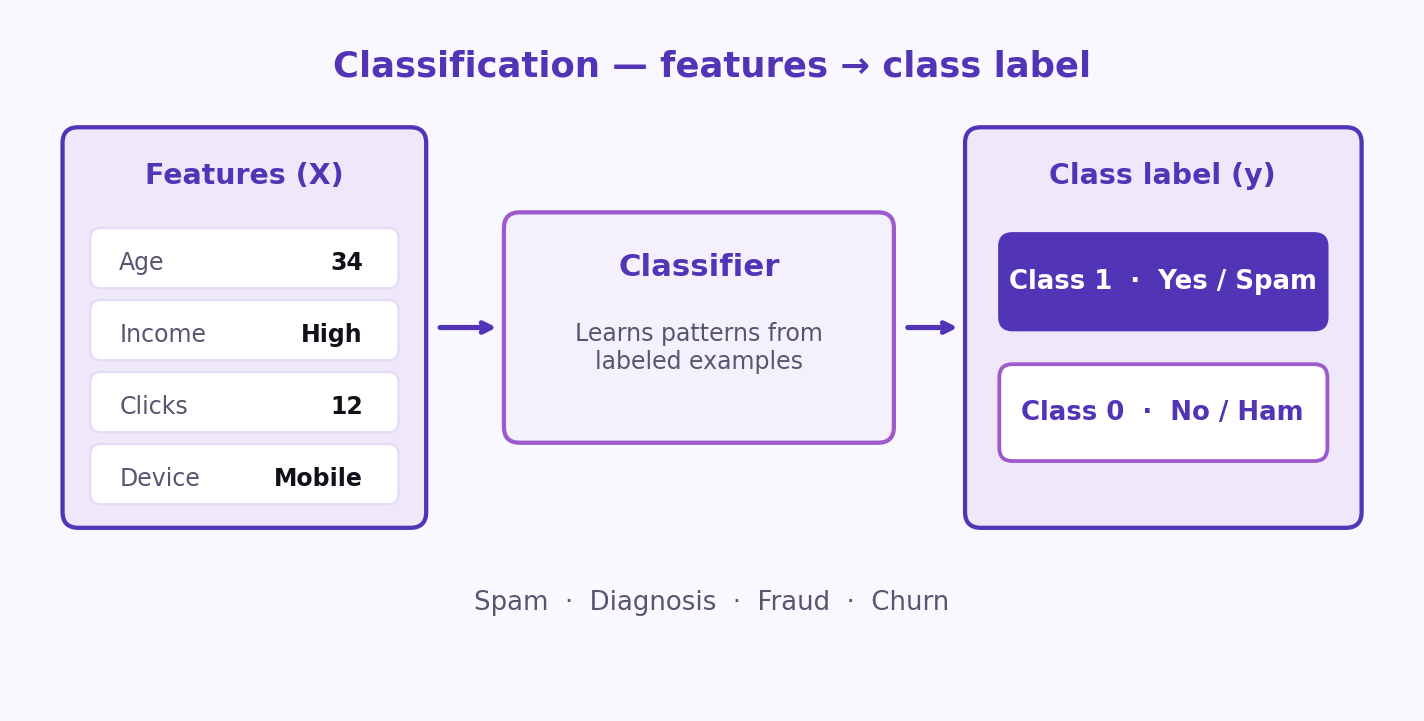 Classification — features → class label
Features (X)
Age 34
Income High
Clicks 12
Device Mobile
Classifier
Learns patterns from
labeled examples
Class label (y)
Class 1 · Yes / Spam
Class 0 · No / Ham
Spam · Diagnosis · Fraud · Churn